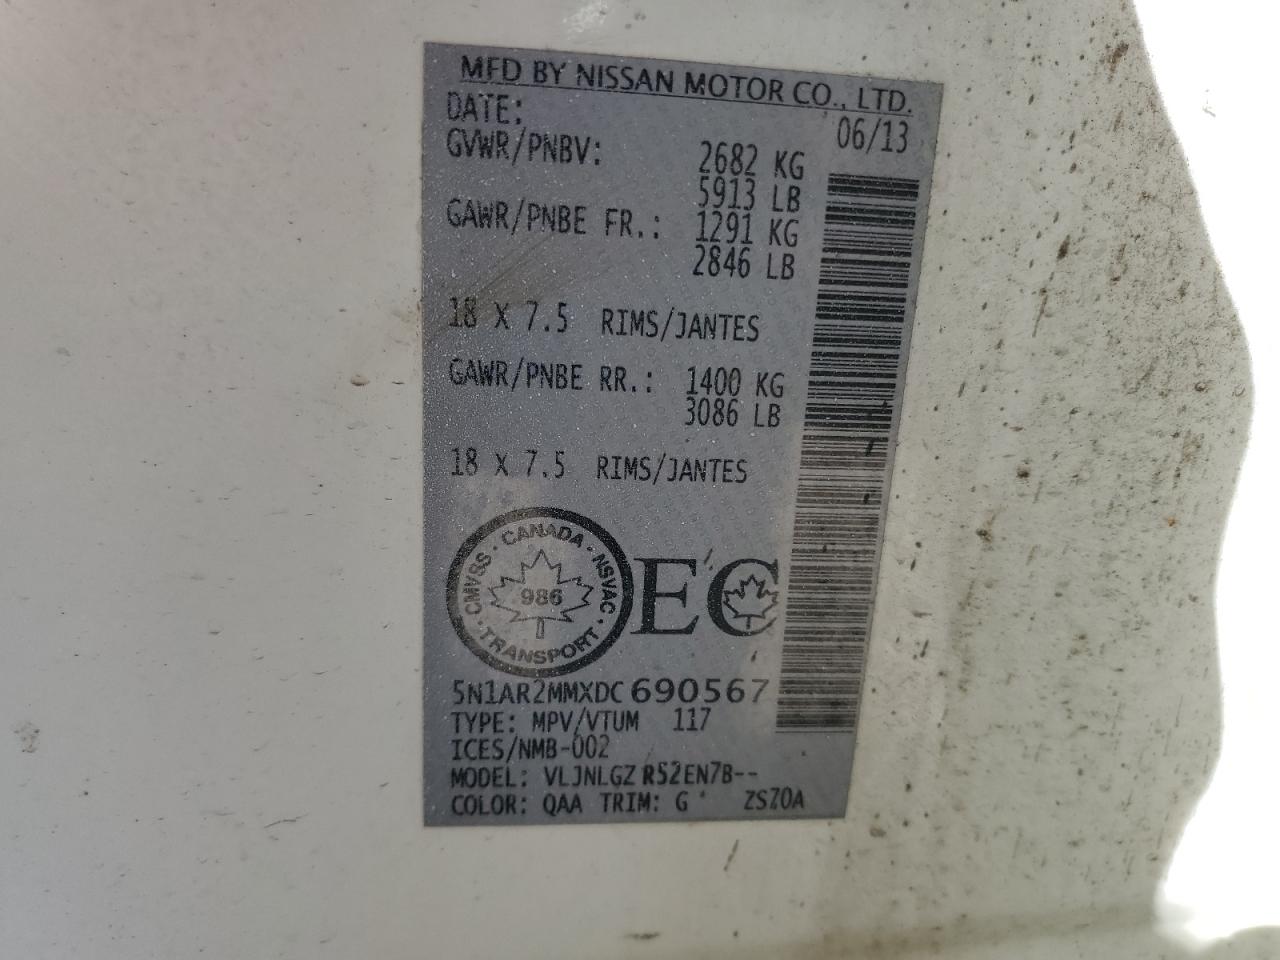 MFD BY NISSAN MOTOR CO., LTD.
DATE: 06/13
GVWR/PNBV: 2682 KG
5913 LB
GAWR/PNBE FR.: 1291 KG
2846 LB
18 X 7.5 RIMS/JANTES
GAWR/PNBE RR.: 1400 KG
3086 LB
18 X 7.5 RIMS/JANTES
CMVSS · CANADA · NSVAC · TRANSPORT ·
986
EC
5N1AR2MMXDC690567
TYPE: MPV/VTUM 117
ICES/NMB-002
MODEL: VLJNLGZ R52EN7B--
COLOR: QAA TRIM: G ZSZ0A